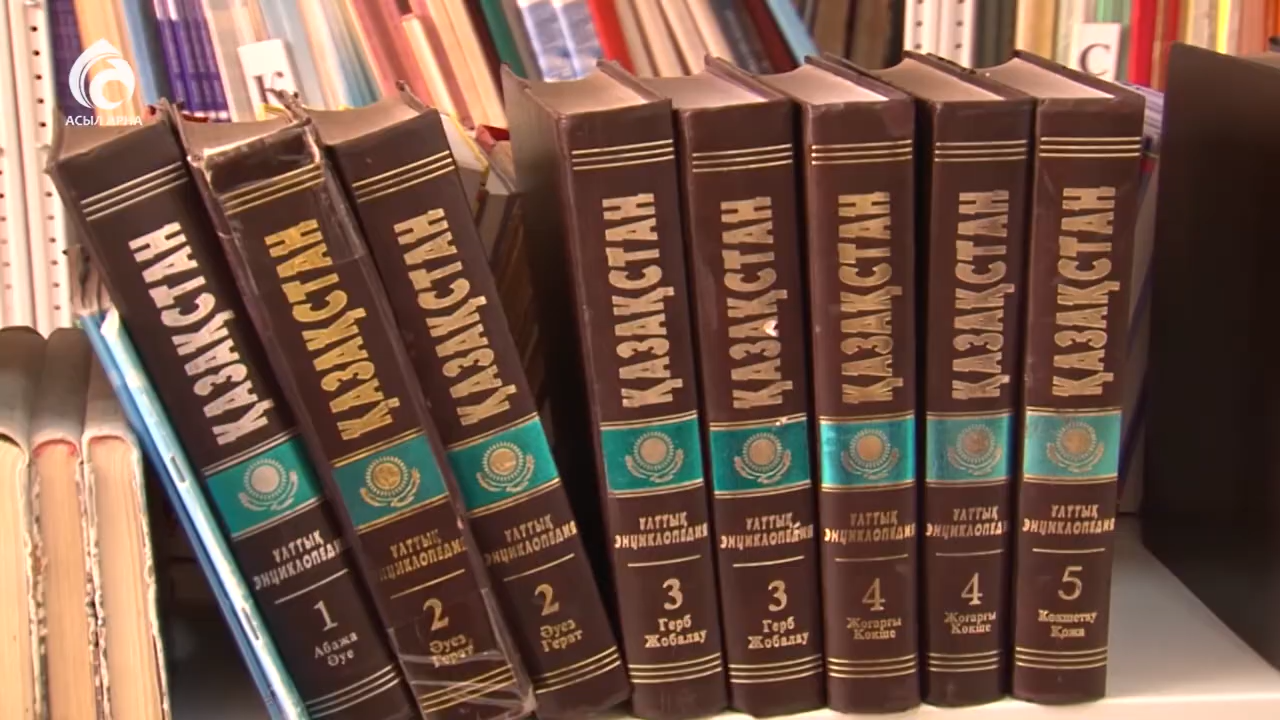 АСЫЛ АРНА
К
С
ҚАЗАҚСТАН
ҰЛТТЫҚ
ЭНЦИКЛОПЕДИЯ
1
Абажа
Әуе
ҚАЗАҚСТАН
ҰЛТТЫҚ
НЦИКЛОПЕДИЯ
2
Әуез
Герат
ҚАЗАҚСТАН
ҰЛТТЫҚ
ЭНЦИКЛОПЕДИЯ
2
Әуез
Герат
ҚАЗАҚСТАН
ҰЛТТЫҚ
ЭНЦИКЛОПЕДИЯ
3
Герб
Жобалау
ҚАЗАҚСТАН
ҰЛТТЫҚ
ЭНЦИКЛОПЕДИЯ
3
Герб
Жобалау
ҚАЗАҚСТАН
ҰЛТТЫҚ
ЭНЦИКЛОПЕДИЯ
4
Жоғарғы
Көкше
ҚАЗАҚСТАН
ҰЛТТЫҚ
ЭНЦИКЛОПЕДИЯ
4
Жоғарғы
Көкше
ҚАЗАҚСТАН
ҰЛТТЫҚ
ЭНЦИКЛОПЕДИЯ
5
Көкшетау
Қожа